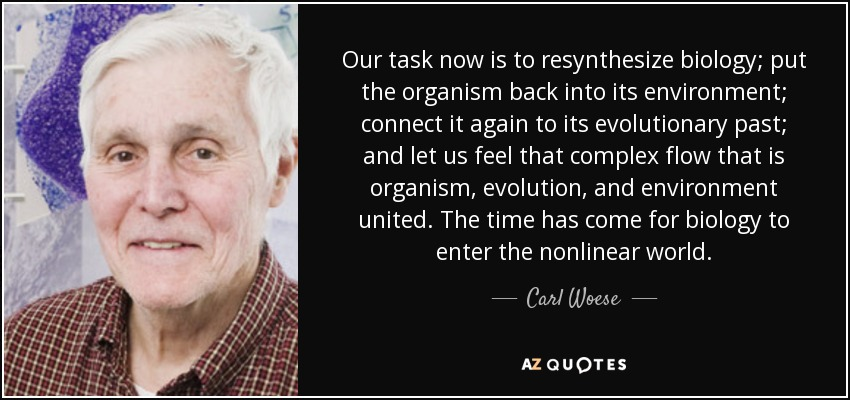 Our task now is to resynthesize biology; put
the organism back into its environment;
connect it again to its evolutionary past;
and let us feel that complex flow that is
organism, evolution, and environment
united. The time has come for biology to
enter the nonlinear world.
Carl Woese
AZ QUOTES